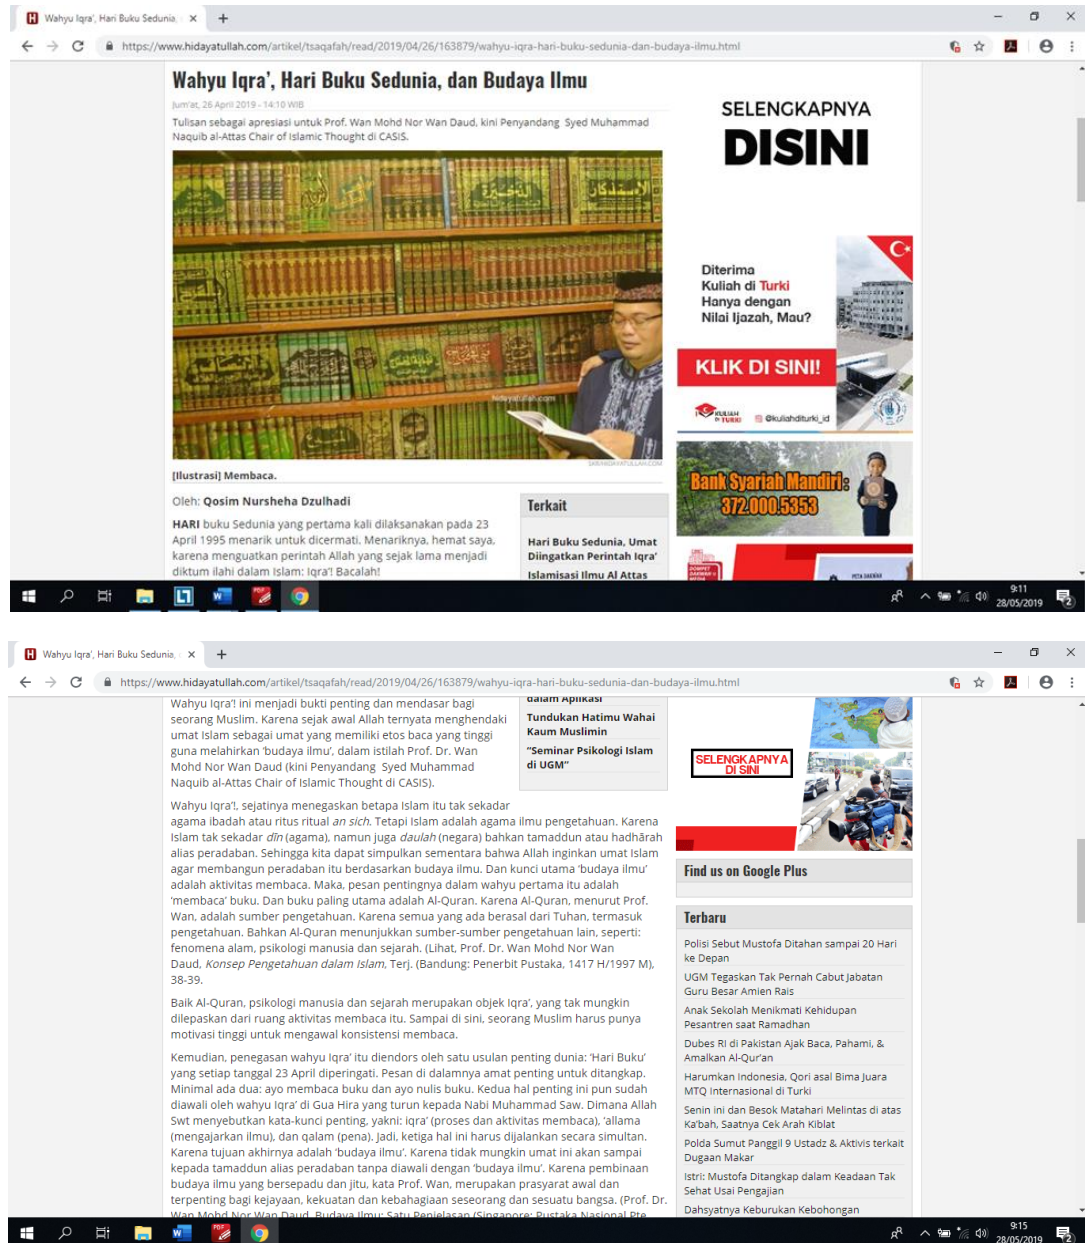 Wahyu Iqra', Hari Buku Sedunia,
https://www.hidayatullah.com/artikel/tsaqafah/read/2019/04/26/163879/wahyu-iqra-hari-buku-sedunia-dan-budaya-ilmu.html
Wahyu Iqra’, Hari Buku Sedunia, dan Budaya Ilmu
Jum'at, 26 April 2019 - 14:10 WIB
Tulisan sebagai apresiasi untuk Prof. Wan Mohd Nor Wan Daud, kini Penyandang Syed Muhammad
Naquib al-Attas Chair of Islamic Thought di CASIS.
hidayatullah.com
[Ilustrasi] Membaca.
Oleh: Qosim Nursheha Dzulhadi
HARI buku Sedunia yang pertama kali dilaksanakan pada 23
April 1995 menarik untuk dicermati. Menariknya, hemat saya,
karena menguatkan perintah Allah yang sejak lama menjadi
diktum ilahi dalam Islam: Iqra’! Bacalah!
Terkait
Hari Buku Sedunia, Umat
Diingatkan Perintah Iqra’
Islamisasi Ilmu Al Attas
SELENGKAPNYA
DISINI
Diterima
Kuliah di Turki
Hanya dengan
Nilai Ijazah, Mau?
KLIK DI SINI!
KULIAH
DI TURKI
@kuliahditurki_id
Bank Syariah Mandiri:
372.000.5353
9:11
28/05/2019
2
Wahyu Iqra', Hari Buku Sedunia,
https://www.hidayatullah.com/artikel/tsaqafah/read/2019/04/26/163879/wahyu-iqra-hari-buku-sedunia-dan-budaya-ilmu.html
Wahyu Iqra’! ini menjadi bukti penting dan mendasar bagi
seorang Muslim. Karena sejak awal Allah ternyata menghendaki
umat Islam sebagai umat yang memiliki etos baca yang tinggi
guna melahirkan ‘budaya ilmu’, dalam istilah Prof. Dr. Wan
Mohd Nor Wan Daud (kini Penyandang Syed Muhammad
Naquib al-Attas Chair of Islamic Thought di CASIS).
dalam Aplikasi
Tundukan Hatimu Wahai
Kaum Muslimin
“Seminar Psikologi Islam
di UGM”
Wahyu Iqra’!, sejatinya menegaskan betapa Islam itu tak sekadar
agama ibadah atau ritus ritual an sich. Tetapi Islam adalah agama ilmu pengetahuan. Karena
Islam tak sekadar dīn (agama), namun juga daulah (negara) bahkan tamaddun atau hadhārah
alias peradaban. Sehingga kita dapat simpulkan sementara bahwa Allah inginkan umat Islam
agar membangun peradaban itu berdasarkan budaya ilmu. Dan kunci utama ‘budaya ilmu’
adalah aktivitas membaca. Maka, pesan pentingnya dalam wahyu pertama itu adalah
‘membaca’ buku. Dan buku paling utama adalah Al-Quran. Karena Al-Quran, menurut Prof.
Wan, adalah sumber pengetahuan. Karena semua yang ada berasal dari Tuhan, termasuk
pengetahuan. Bahkan Al-Quran menunjukkan sumber-sumber pengetahuan lain, seperti:
fenomena alam, psikologi manusia dan sejarah. (Lihat, Prof. Dr. Wan Mohd Nor Wan
Daud, Konsep Pengetahuan dalam Islam, Terj. (Bandung: Penerbit Pustaka, 1417 H/1997 M),
38-39.
Baik Al-Quran, psikologi manusia dan sejarah merupakan objek Iqra’, yang tak mungkin
dilepaskan dari ruang aktivitas membaca itu. Sampai di sini, seorang Muslim harus punya
motivasi tinggi untuk mengawal konsistensi membaca.
Kemudian, penegasan wahyu Iqra’ itu diendors oleh satu usulan penting dunia: ‘Hari Buku’
yang setiap tanggal 23 April diperingati. Pesan di dalamnya amat penting untuk ditangkap.
Minimal ada dua: ayo membaca buku dan ayo nulis buku. Kedua hal penting ini pun sudah
diawali oleh wahyu Iqra’ di Gua Hira yang turun kepada Nabi Muhammad Saw. Dimana Allah
Swt menyebutkan kata-kunci penting, yakni: iqra’ (proses dan aktivitas membaca), ‘allama
(mengajarkan ilmu), dan qalam (pena). Jadi, ketiga hal ini harus dijalankan secara simultan.
Karena tujuan akhirnya adalah ‘budaya ilmu’. Karena tidak mungkin umat ini akan sampai
kepada tamaddun alias peradaban tanpa diawali dengan ‘budaya ilmu’. Karena pembinaan
budaya ilmu yang bersepadu dan jitu, kata Prof. Wan, merupakan prasyarat awal dan
terpenting bagi kejayaan, kekuatan dan kebahagiaan seseorang dan sesuatu bangsa. (Prof. Dr.
Wan Mohd Nor Wan Daud, Budaya Ilmu: Satu Penjelasan (Singapore: Pustaka Nasional Pte
SELENGKAPNYA
DI SINI
Find us on Google Plus
Terbaru
Polisi Sebut Mustofa Ditahan sampai 20 Hari
ke Depan
UGM Tegaskan Tak Pernah Cabut Jabatan
Guru Besar Amien Rais
Anak Sekolah Menikmati Kehidupan
Pesantren saat Ramadhan
Dubes RI di Pakistan Ajak Baca, Pahami, &
Amalkan Al-Qur’an
Harumkan Indonesia, Qori asal Bima Juara
MTQ Internasional di Turki
Senin ini dan Besok Matahari Melintas di atas
Ka’bah, Saatnya Cek Arah Kiblat
Polda Sumut Panggil 9 Ustadz & Aktivis terkait
Dugaan Makar
Istri: Mustofa Ditangkap dalam Keadaan Tak
Sehat Usai Pengajian
Dahsyatnya Keburukan Kebohongan
9:15
28/05/2019
2